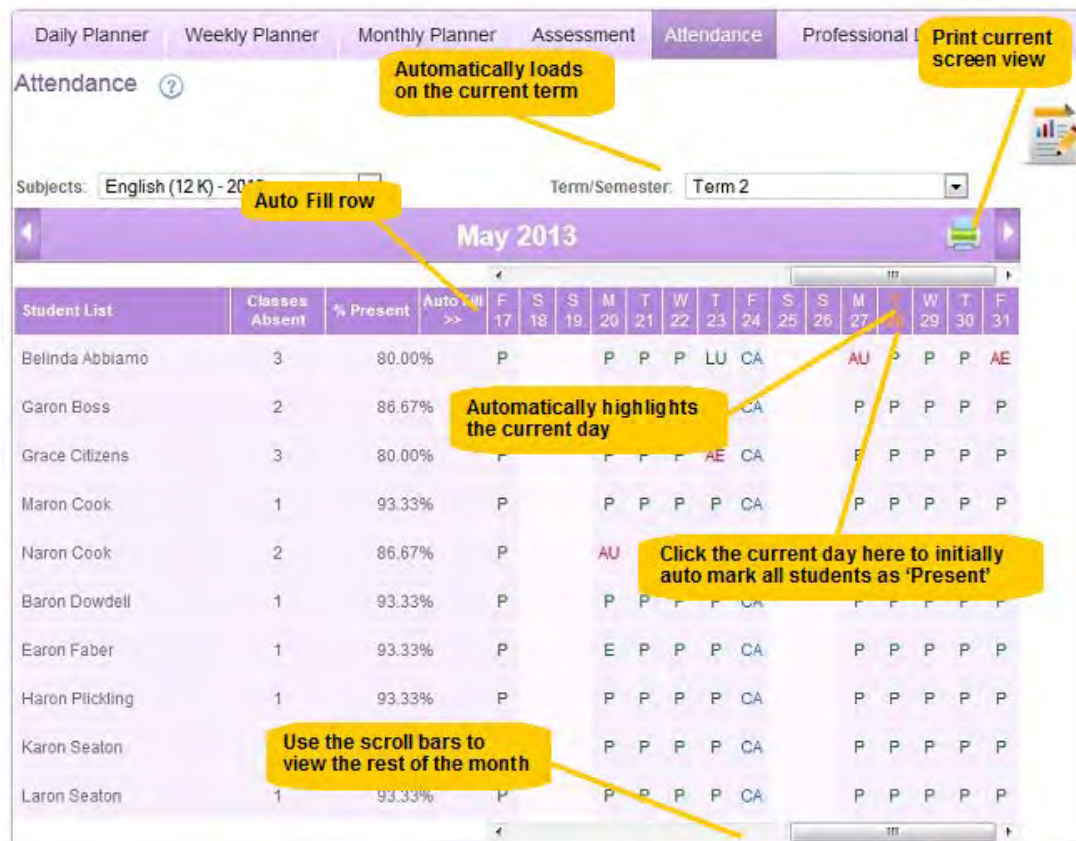 Daily Planner Weekly Planner Monthly Planner Assessment Attendance Professional
Print current
screen view
Attendance ?
Automatically loads
on the current term
Subjects: English (12 K) - Term/Semester: Term 2
Auto Fill row
May 2013
Student List Classes Absent % Present Auto Fill >> F 17 S 18 S 19 M 20 T 21 W 22 T 23 F 24 S 25 S 26 M 27 T 28 W 29 T 30 F 31
Belinda Abbiamo 3 80.00% P P P P LU CA AU P P P AE
Garon Boss 2 86.67% CA P P P P P
Automatically highlights
the current day
Grace Citizens 3 80.00% P P P P AE CA P P P P P
Maron Cook 1 93.33% P P P P P CA P P P P P
Naron Cook 2 86.67% P AU
Click the current day here to initially
auto mark all students as ‘Present’
Baron Dowdell 1 93.33% P P P P P CA P P P P P
Earon Faber 1 93.33% P E P P P CA P P P P P
Haron Plickling 1 93.33% P P P P P CA P P P P P
Karon Seaton P P P P CA P P P P P
Use the scroll bars to
view the rest of the month
Laron Seaton 1 93.33% P P P P P CA P P P P P